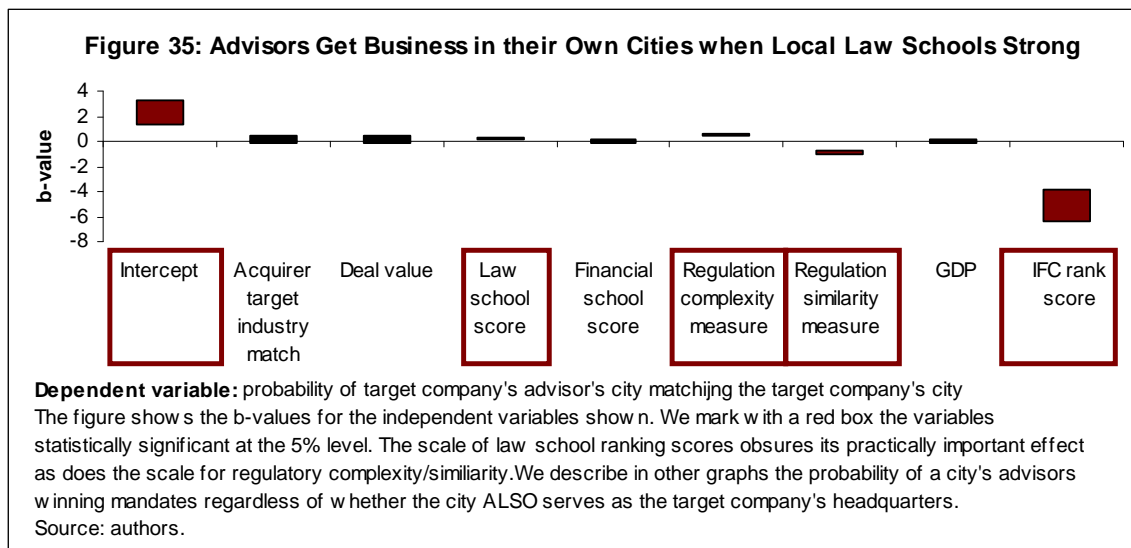 Figure 35: Advisors Get Business in their Own Cities when Local Law Schools Strong
4
2
0
-2
-4
-6
-8
b-value
Intercept
Acquirer
target
industry
match
Deal value
Law
school
score
Financial
school
score
Regulation
complexity
measure
Regulation
similarity
measure
GDP
IFC rank
score
Dependent variable: probability of target company's advisor's city matchijng the target company's city
The figure shows the b-values for the independent variables shown. We mark with a red box the variables
statistically significant at the 5% level. The scale of law school ranking scores obsures its practically important effect
as does the scale for regulatory complexity/similiarity.We describe in other graphs the probability of a city's advisors
winning mandates regardless of whether the city ALSO serves as the target company's headquarters.
Source: authors.